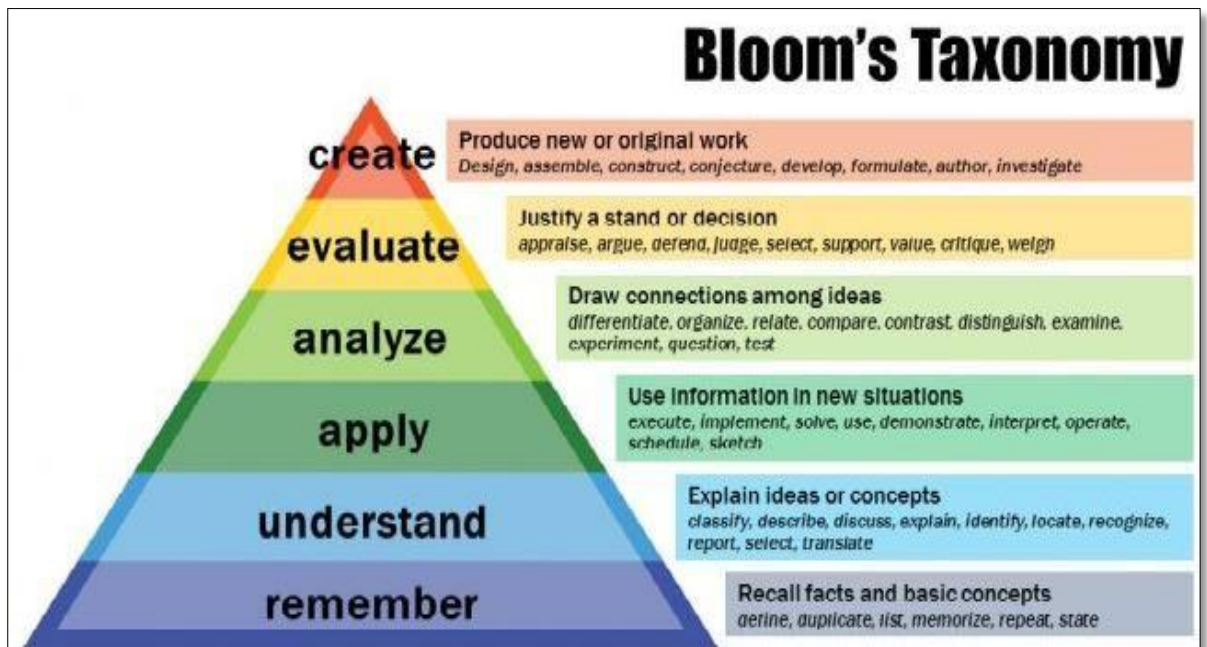 Bloom's Taxonomy
create
Produce new or original work
Design, assemble, construct, conjecture, develop, formulate, author, investigate
evaluate
Justify a stand or decision
appraise, argue, defend, judge, select, support, value, critique, weigh
analyze
Draw connections among ideas
differentiate, organize, relate, compare, contrast, distinguish, examine,
experiment, question, test
apply
Use information in new situations
execute, implement, solve, use, demonstrate, interpret, operate,
schedule, sketch
understand
Explain ideas or concepts
classify, describe, discuss, explain, identify, locate, recognize,
report, select, translate
remember
Recall facts and basic concepts
define, duplicate, list, memorize, repeat, state